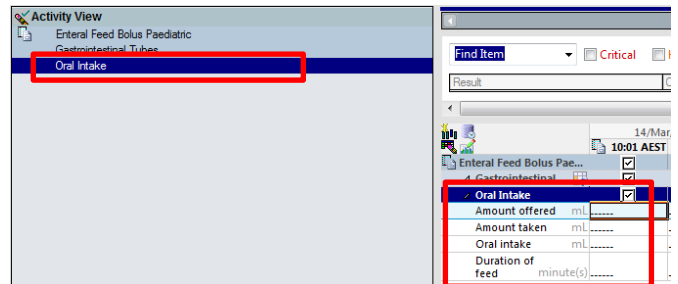 Activity View
Enteral Feed Bolus Paediatric
Gastrointestinal Tubes
Oral Intake
Find Item
Critical
Result
14/Mar
10:01 AEST
Enteral Feed Bolus Pae...
Gastrointestinal
Oral Intake
Amount offered mL
Amount taken mL
Oral intake mL
Duration of
feed minute(s)